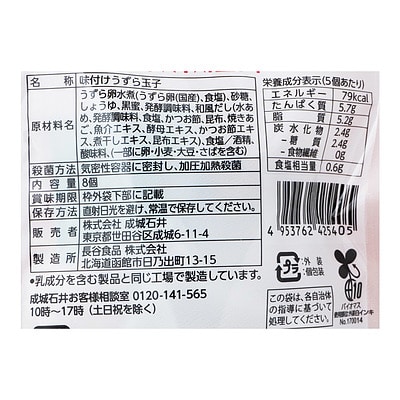 名 称 味付けうずら玉子
原材料名
うずら卵水煮(うずら卵(国産)、食塩)、砂糖、
しょうゆ、黒蜜、発酵調味料、和風だし(水あ
め、発酵調味料、食塩、かつお節、昆布、焼きあ
ご、魚介エキス、酵母エキス、かつお節エキ
ス、煮干しエキス、昆布エキス)、食塩/酒精、
酸味料、(一部に卵・小麦・大豆・さばを含む)
殺菌方法 気密性容器に密封し、加圧加熱殺菌
内容量 8個
賞味期限 枠外袋下部に記載
保存方法 直射日光を避け、常温で保存してください。
販売者 株式会社 成城石井
東京都世田谷区成城6-11-4
製造所 長谷食品 株式会社
北海道函館市日乃出町13-15
•乳成分を含む製品と同じ工場で製造しています。
成城石井お客様相談室 0120-141-565
10時〜17時(土日祝を除く)
栄養成分表示(5個あたり)
エネルギー 79kcal
たんぱく質 5.7g
脂質 5.2g
炭水化物 2.4g
-糖質 2.4g
-食物繊維 0g
食塩相当量 0.6g
4953762425405
プラ
:外 装
:個包装
この袋は、各自治体
の指導に基づいて
10
バイオマス
No.170014